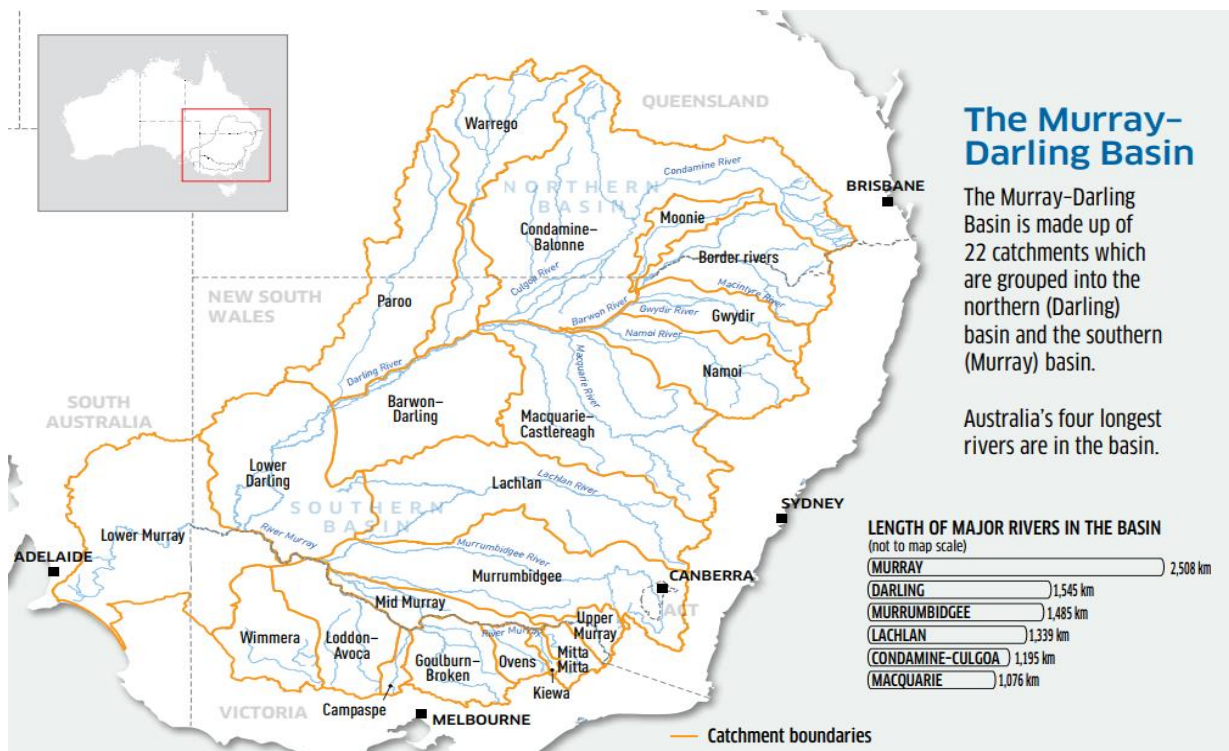 QUEENSLAND
Warrego
Condamine River
NORTHERN
BASIN
BRISBANE
Moonie
Condamine–
Balonne
Border rivers
Culgoa River
Paroo
NEW SOUTH
WALES
Macintyre River
Barwon River
Gwydir River
Gwydir
Namoi River
Macquarie River
Darling River
Namoi
Barwon–
Darling
SOUTH
AUSTRALIA
Macquarie–
Castlereagh
Lower
Darling
Lachlan
Lachlan River
SOUTHERN
BASIN
SYDNEY
Lower Murray
River Murray
ADELAIDE
Murrumbidgee River
Murrumbidgee
CANBERRA
ACT
Mid Murray
Upper
Murray
River Murray
Wimmera
Loddon–
Avoca
Goulburn–
Broken
Ovens
Mitta
Mitta
Kiewa
Campaspe
VICTORIA
MELBOURNE
Catchment boundaries
The Murray–
Darling Basin
The Murray–Darling
Basin is made up of
22 catchments which
are grouped into the
northern (Darling)
basin and the southern
(Murray) basin.
Australia's four longest
rivers are in the basin.
LENGTH OF MAJOR RIVERS IN THE BASIN
(not to map scale)
MURRAY 2,508 km
DARLING 1,545 km
MURRUMBIDGEE 1,485 km
LACHLAN 1,339 km
CONDAMINE–CULGOA 1,195 km
MACQUARIE 1,076 km